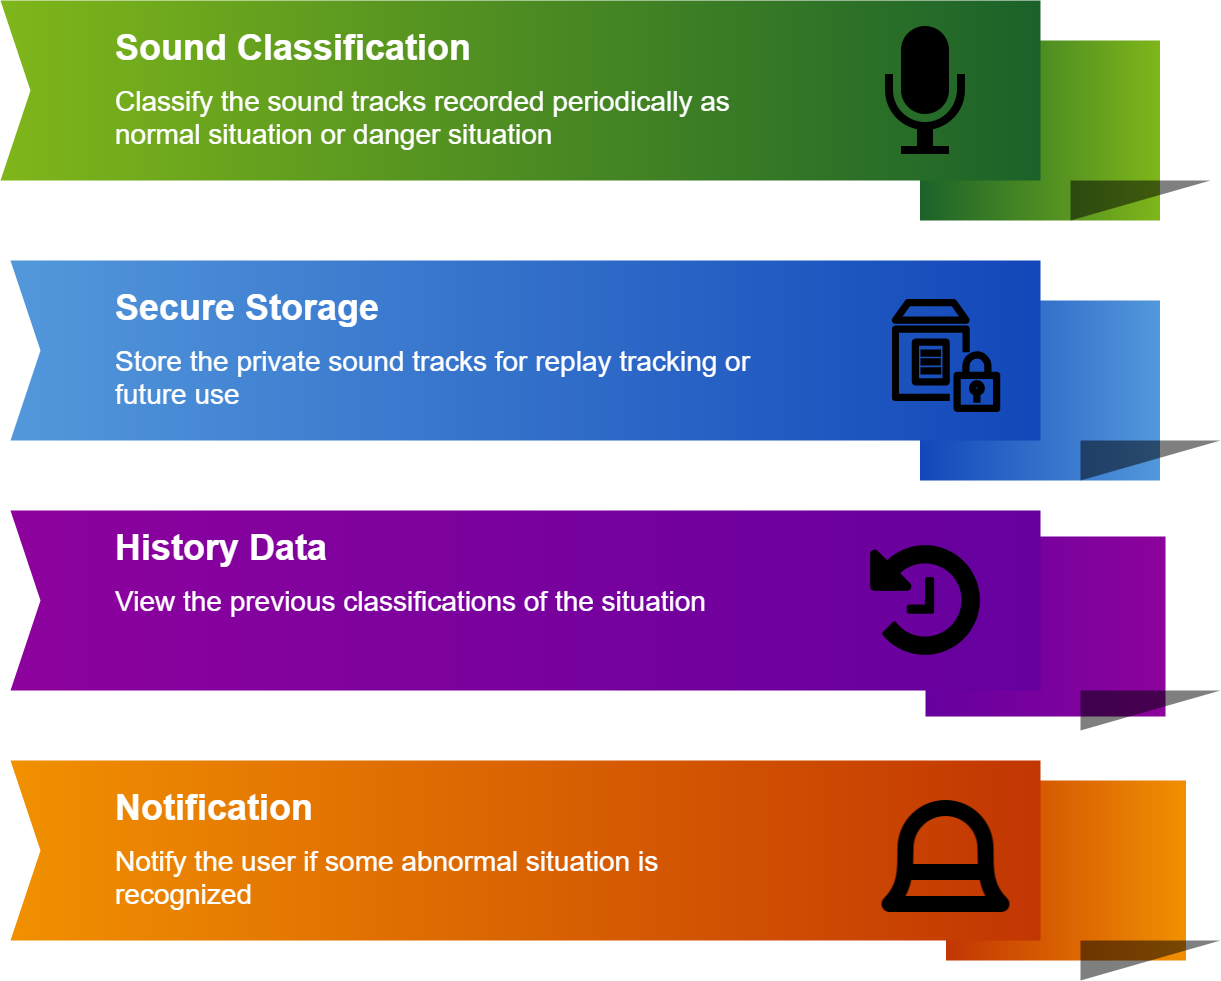 Sound Classification
Classify the sound tracks recorded periodically as
normal situation or danger situation
Secure Storage
Store the private sound tracks for replay tracking or
future use
History Data
View the previous classifications of the situation
Notification
Notify the user if some abnormal situation is
recognized